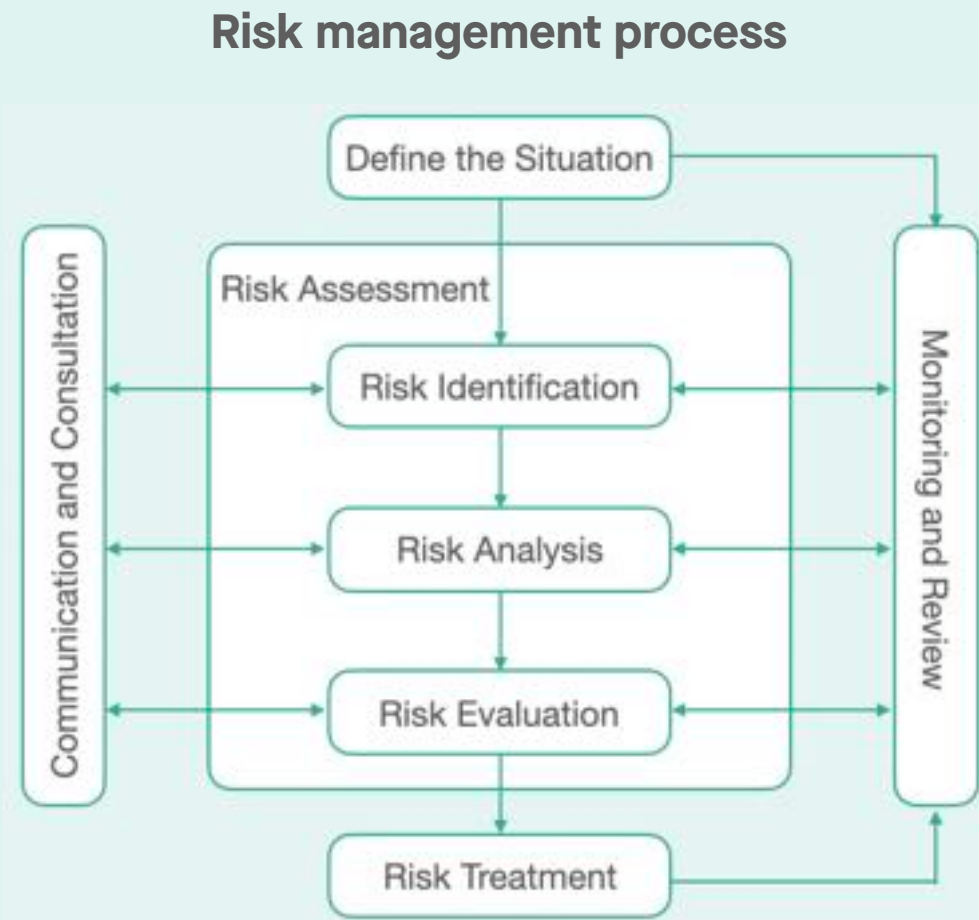 Risk management process
Define the Situation
Risk Assessment
Communication and Consultation
Risk Identification
Monitoring and Review
Risk Analysis
Risk Evaluation
Risk Treatment